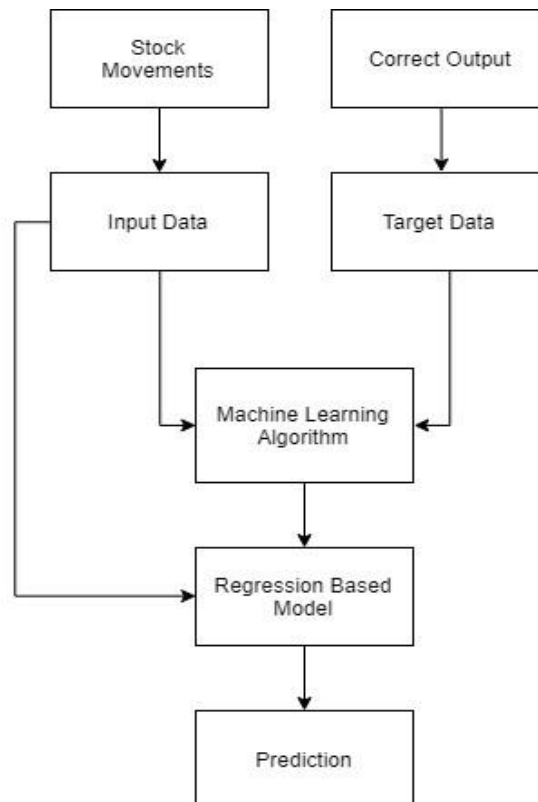 Stock
Movements
Correct Output
Input Data
Target Data
Machine Learning
Algorithm
Regression Based
Model
Prediction